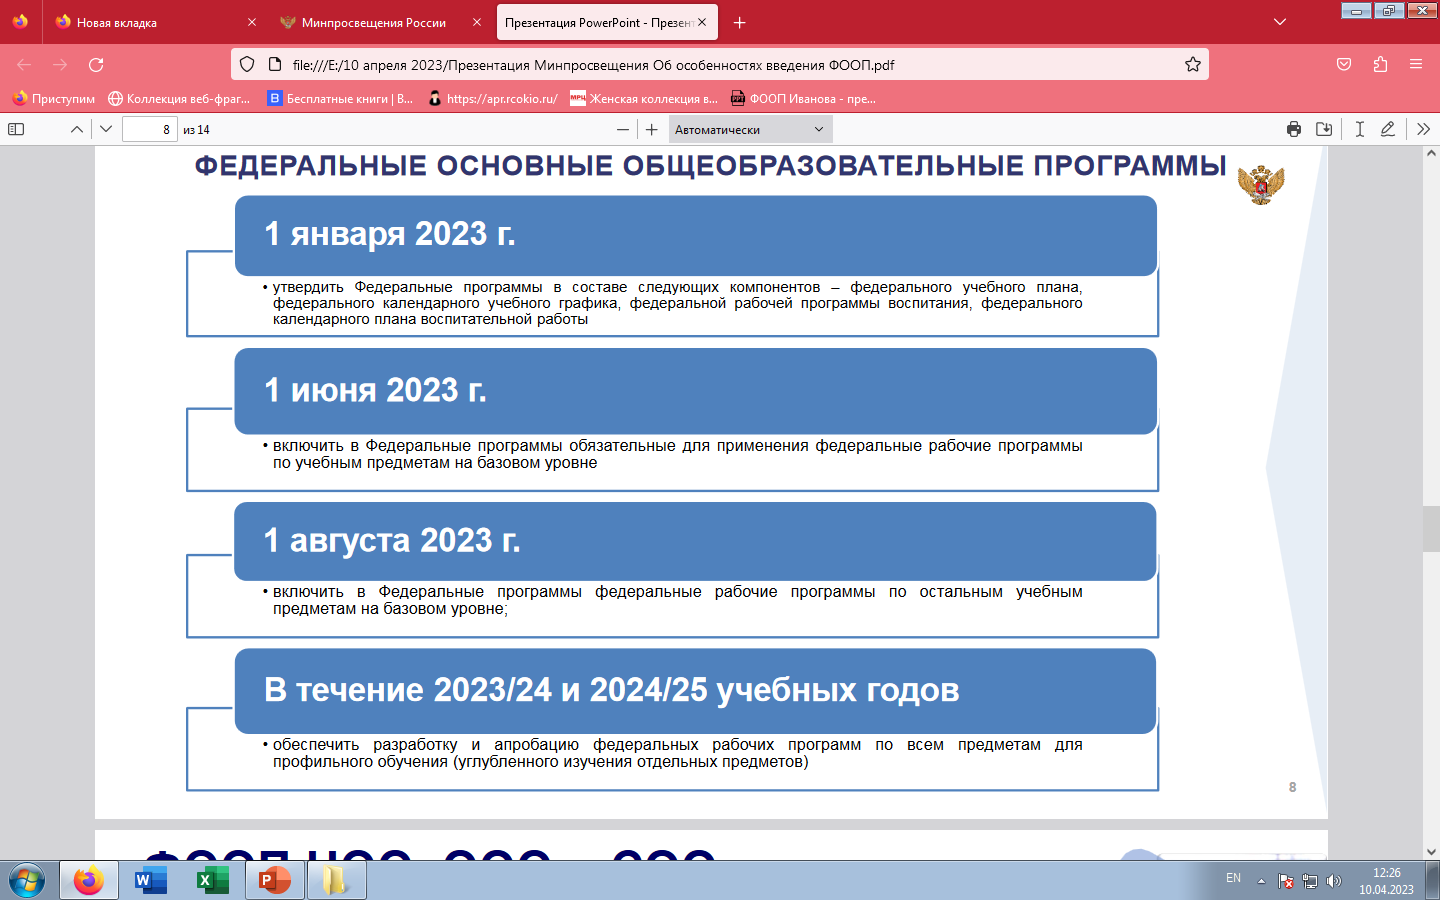 Новая вкладка
Минпросвещения России
Презентация PowerPoint - Презент
file:///E:/10 апреля 2023/Презентация Минпросвещения Об особенностях введения ФООП.pdf
Приступим
Коллекция веб-фраг...
Бесплатные книги | В...
https://apr.rcokio.ru/
Женская коллекция в...
ФООП Иванова - пре...
8 из 14
Автоматически
ФЕДЕРАЛЬНЫЕ ОСНОВНЫЕ ОБЩЕОБРАЗОВАТЕЛЬНЫЕ ПРОГРАММЫ
1 января 2023 г.
• утвердить Федеральные программы в составе следующих компонентов – федерального учебного плана,
федерального календарного учебного графика, федеральной рабочей программы воспитания, федерального
календарного плана воспитательной работы
1 июня 2023 г.
• включить в Федеральные программы обязательные для применения федеральные рабочие программы
по учебным предметам на базовом уровне
1 августа 2023 г.
• включить в Федеральные программы федеральные рабочие программы по остальным учебным
предметам на базовом уровне;
В течение 2023/24 и 2024/25 учебных годов
• обеспечить разработку и апробацию федеральных рабочих программ по всем предметам для
профильного обучения (углубленного изучения отдельных предметов)
8
EN
12:26
10.04.2023